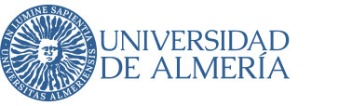 UNIVERSIDAD
DE ALMERÍA
IN LUMINE SAPIENTIA
UNIVERSITAS ALMERIENSIS